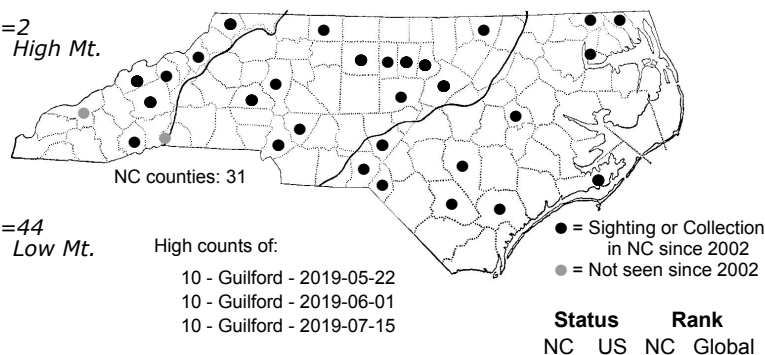 =2
High Mt.
NC counties: 31
=44
Low Mt.
High counts of:
10 - Guilford - 2019-05-22
10 - Guilford - 2019-06-01
10 - Guilford - 2019-07-15
● = Sighting or Collection
in NC since 2002
● = Not seen since 2002
Status Rank
NC US NC Global